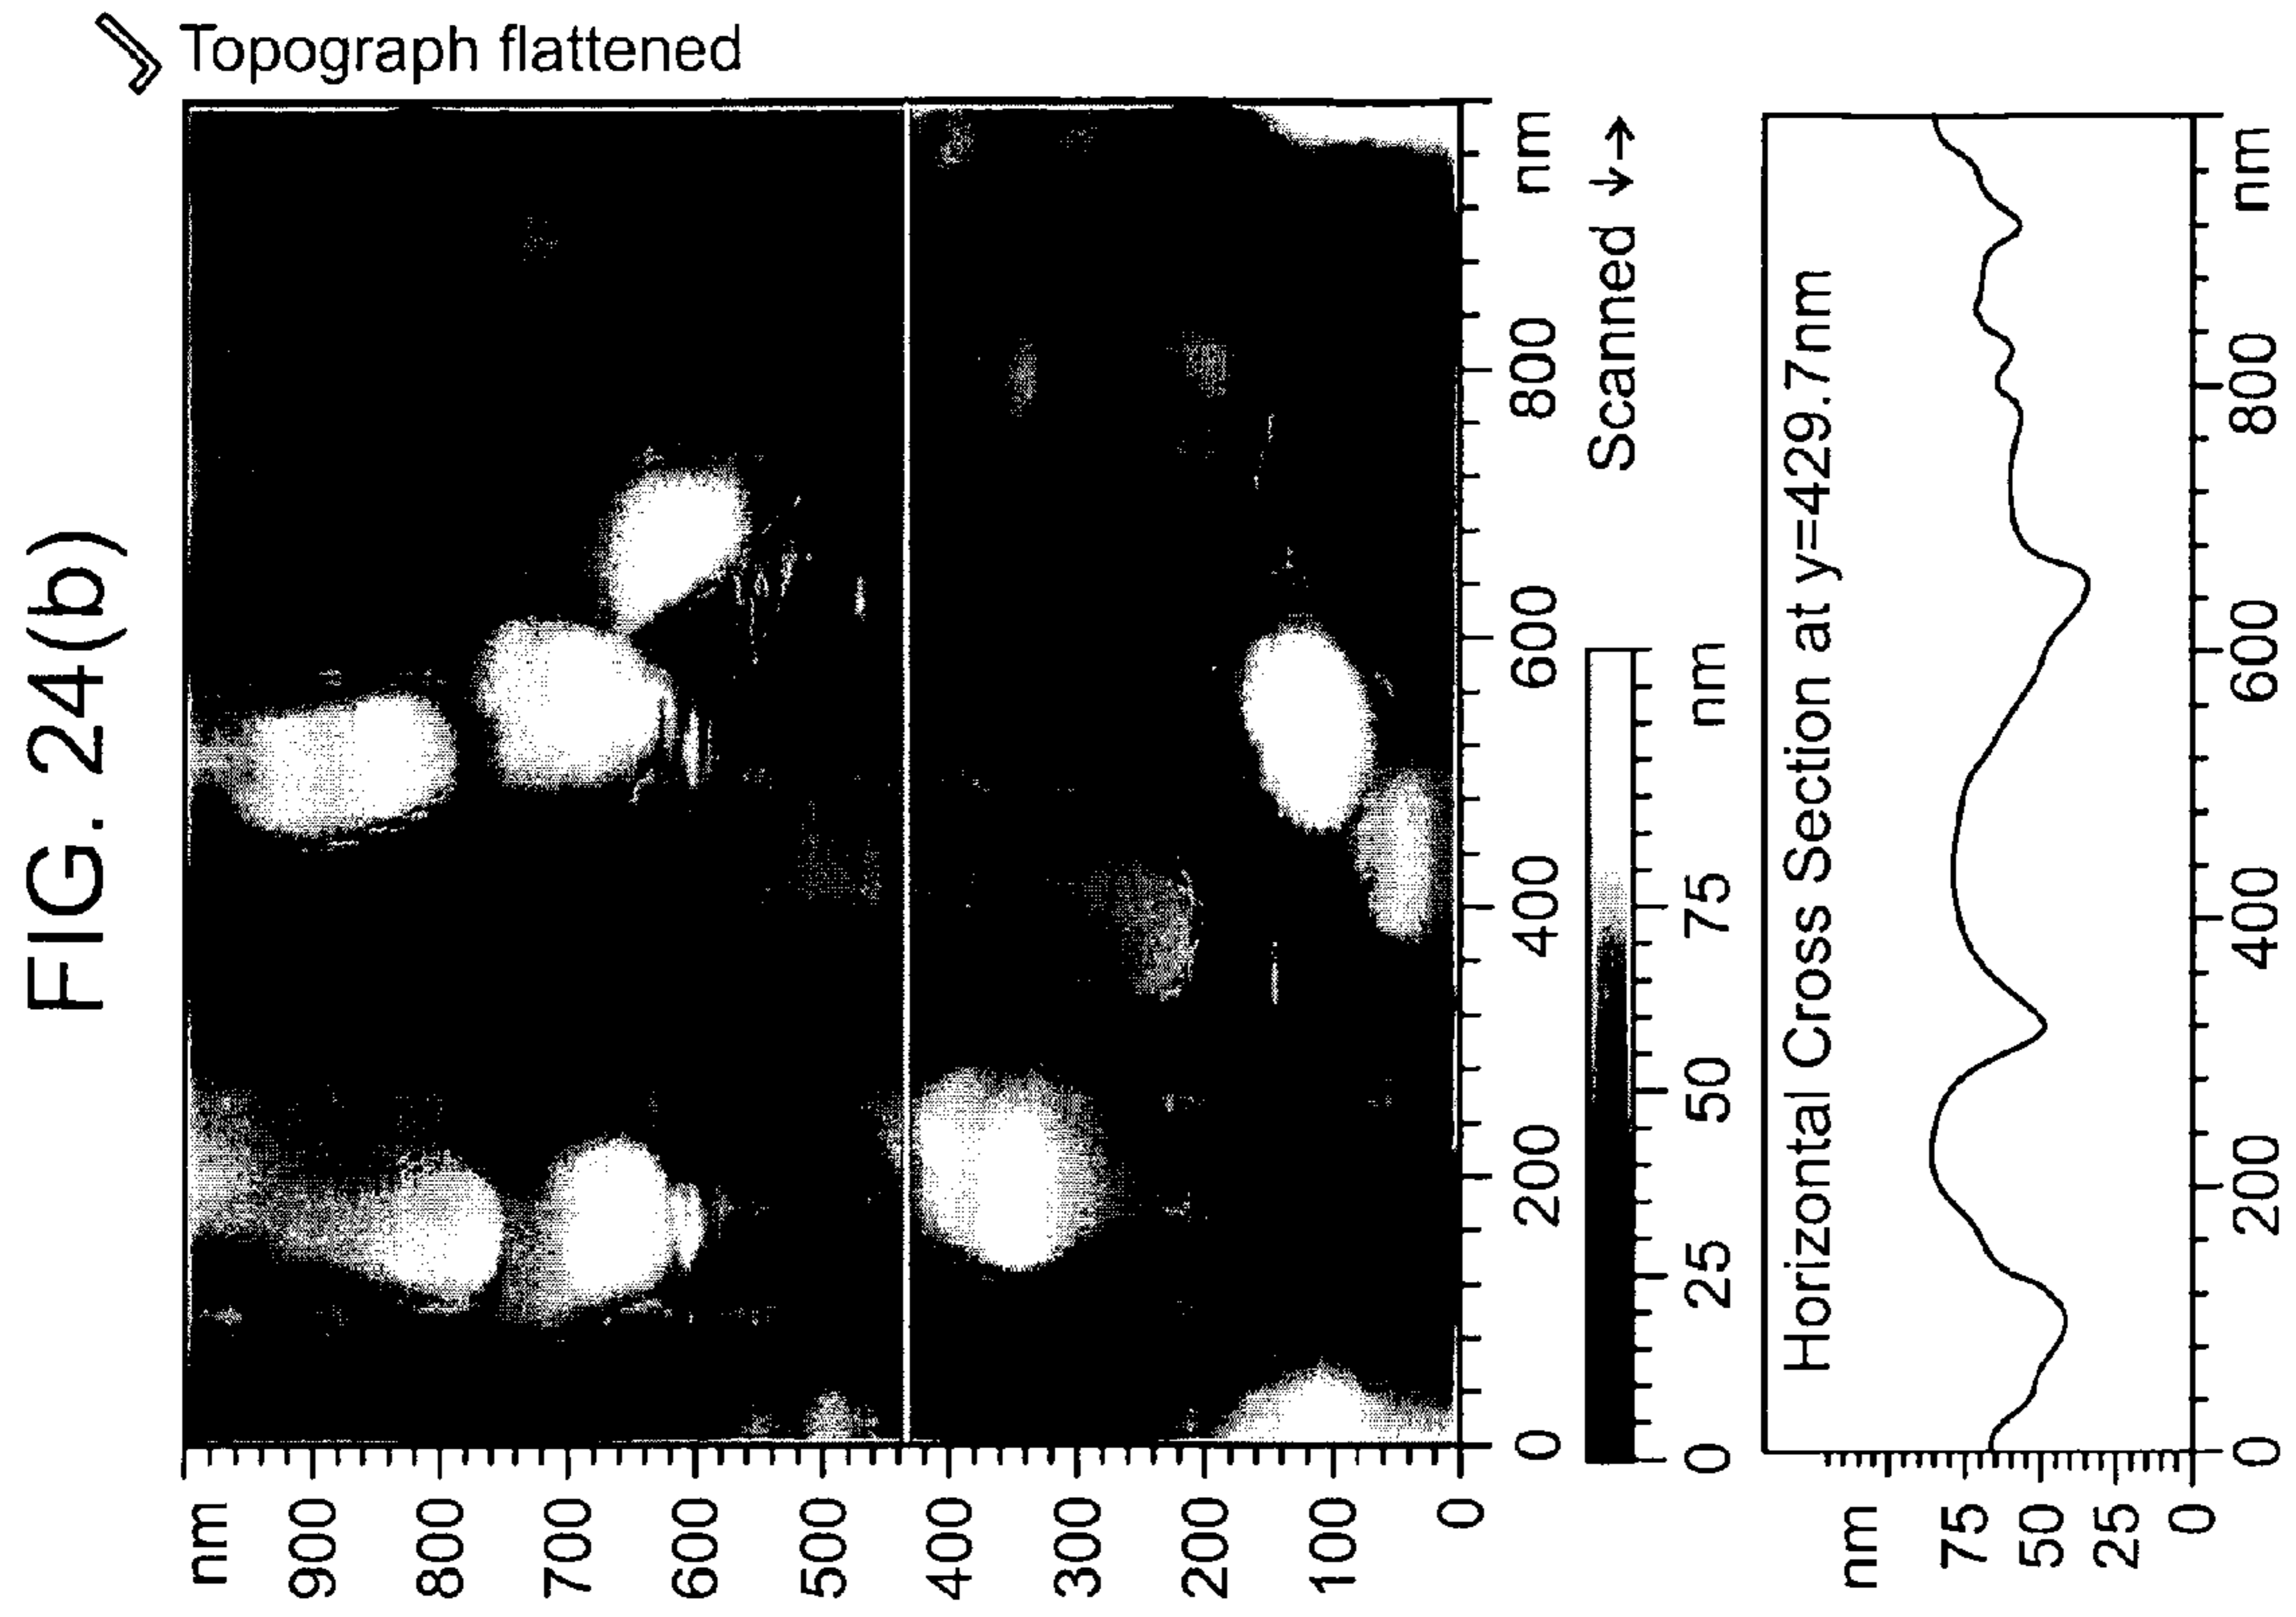 FIG. 24(b)
Topograph flattened
nm
900
800
700
600
500
400
300
200
100
0
0 200 400 600 800 nm
0 25 50 75 nm
Scanned ↓→
Horizontal Cross Section at y=429.7nm
nm
75
50
25
0
0 200 400 600 800 nm